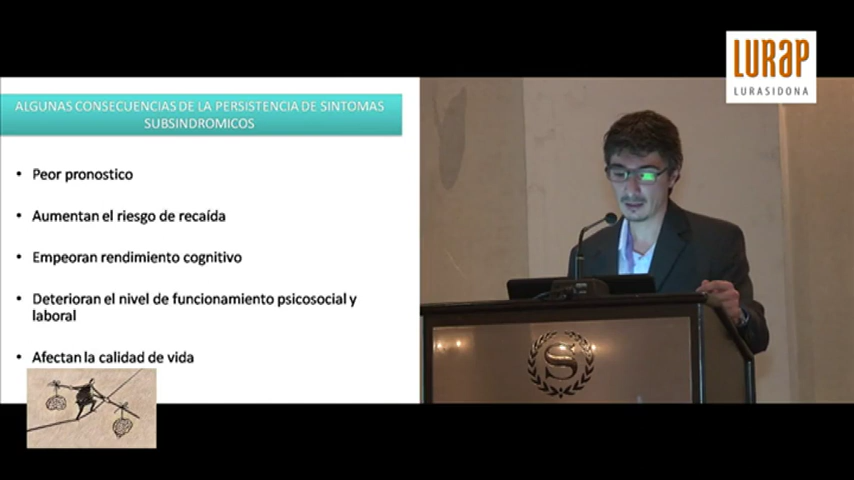 LURAP
LURASIDONA
ALGUNAS CONSECUENCIAS DE LA PERSISTENCIA DE SINTOMAS
SUBSINDROMICOS
• Peor pronostico
• Aumentan el riesgo de recaída
• Empeoran rendimiento cognitivo
• Deterioran el nivel de funcionamiento psicosocial y
laboral
• Afectan la calidad de vida
S